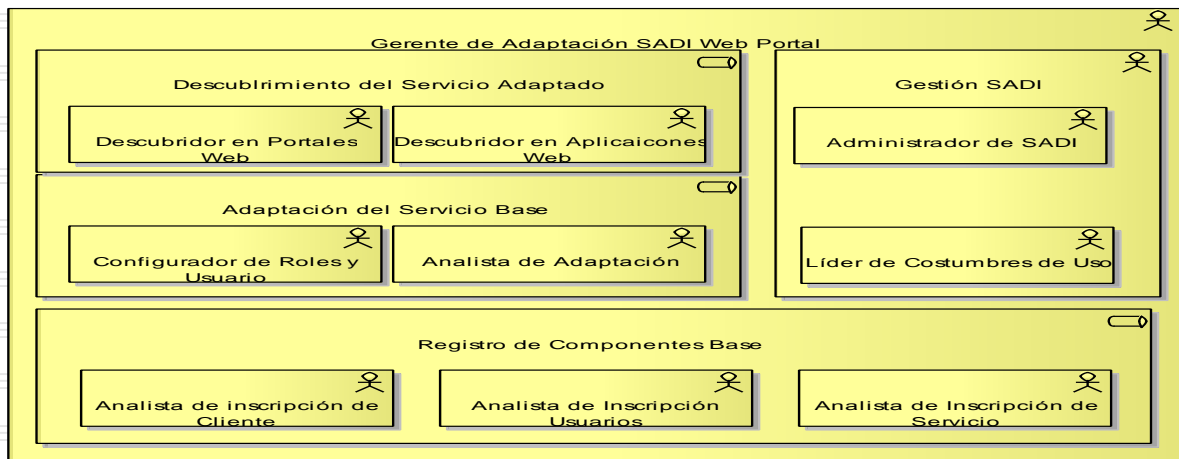 Gerente de Adaptación SADI Web Portal
DescubIrimiento del Servicio Adaptado
Descubridor en Portales
Web
Descubridor en Aplicaicones
Web
Gestión SADI
Administrador de SADI
Líder de Costumbres de Uso
Adaptación del Servicio Base
Configurador de Roles y
Usuario
Analista de Adaptación
Registro de Componentes Base
Analista de inscripción de
Cliente
Analista de Inscripción
Usuarios
Analista de Inscripción de
Servicio